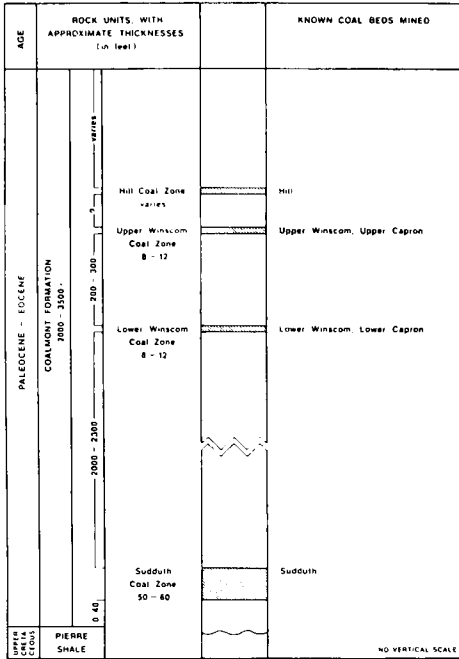 AGE
ROCK UNITS, WITH
APPROXIMATE THICKNESSES
(in feet)
KNOWN COAL BEDS MINED
PALEOCENE - EOCENE
COALMONT FORMATION
varies
Hill Coal Zone
varies
Hill
?
Upper Winscom
Coal Zone
8 - 12
Upper Winscom, Upper Capron
200 - 300
Lower Winscom
Coal Zone
8 - 12
Lower Winscom, Lower Capron
2000 - 2300
Sudduth
Coal Zone
50 - 60
Sudduth
0 40
UPPER
CRETA
CEOUS
PIERRE
SHALE
NO VERTICAL SCALE